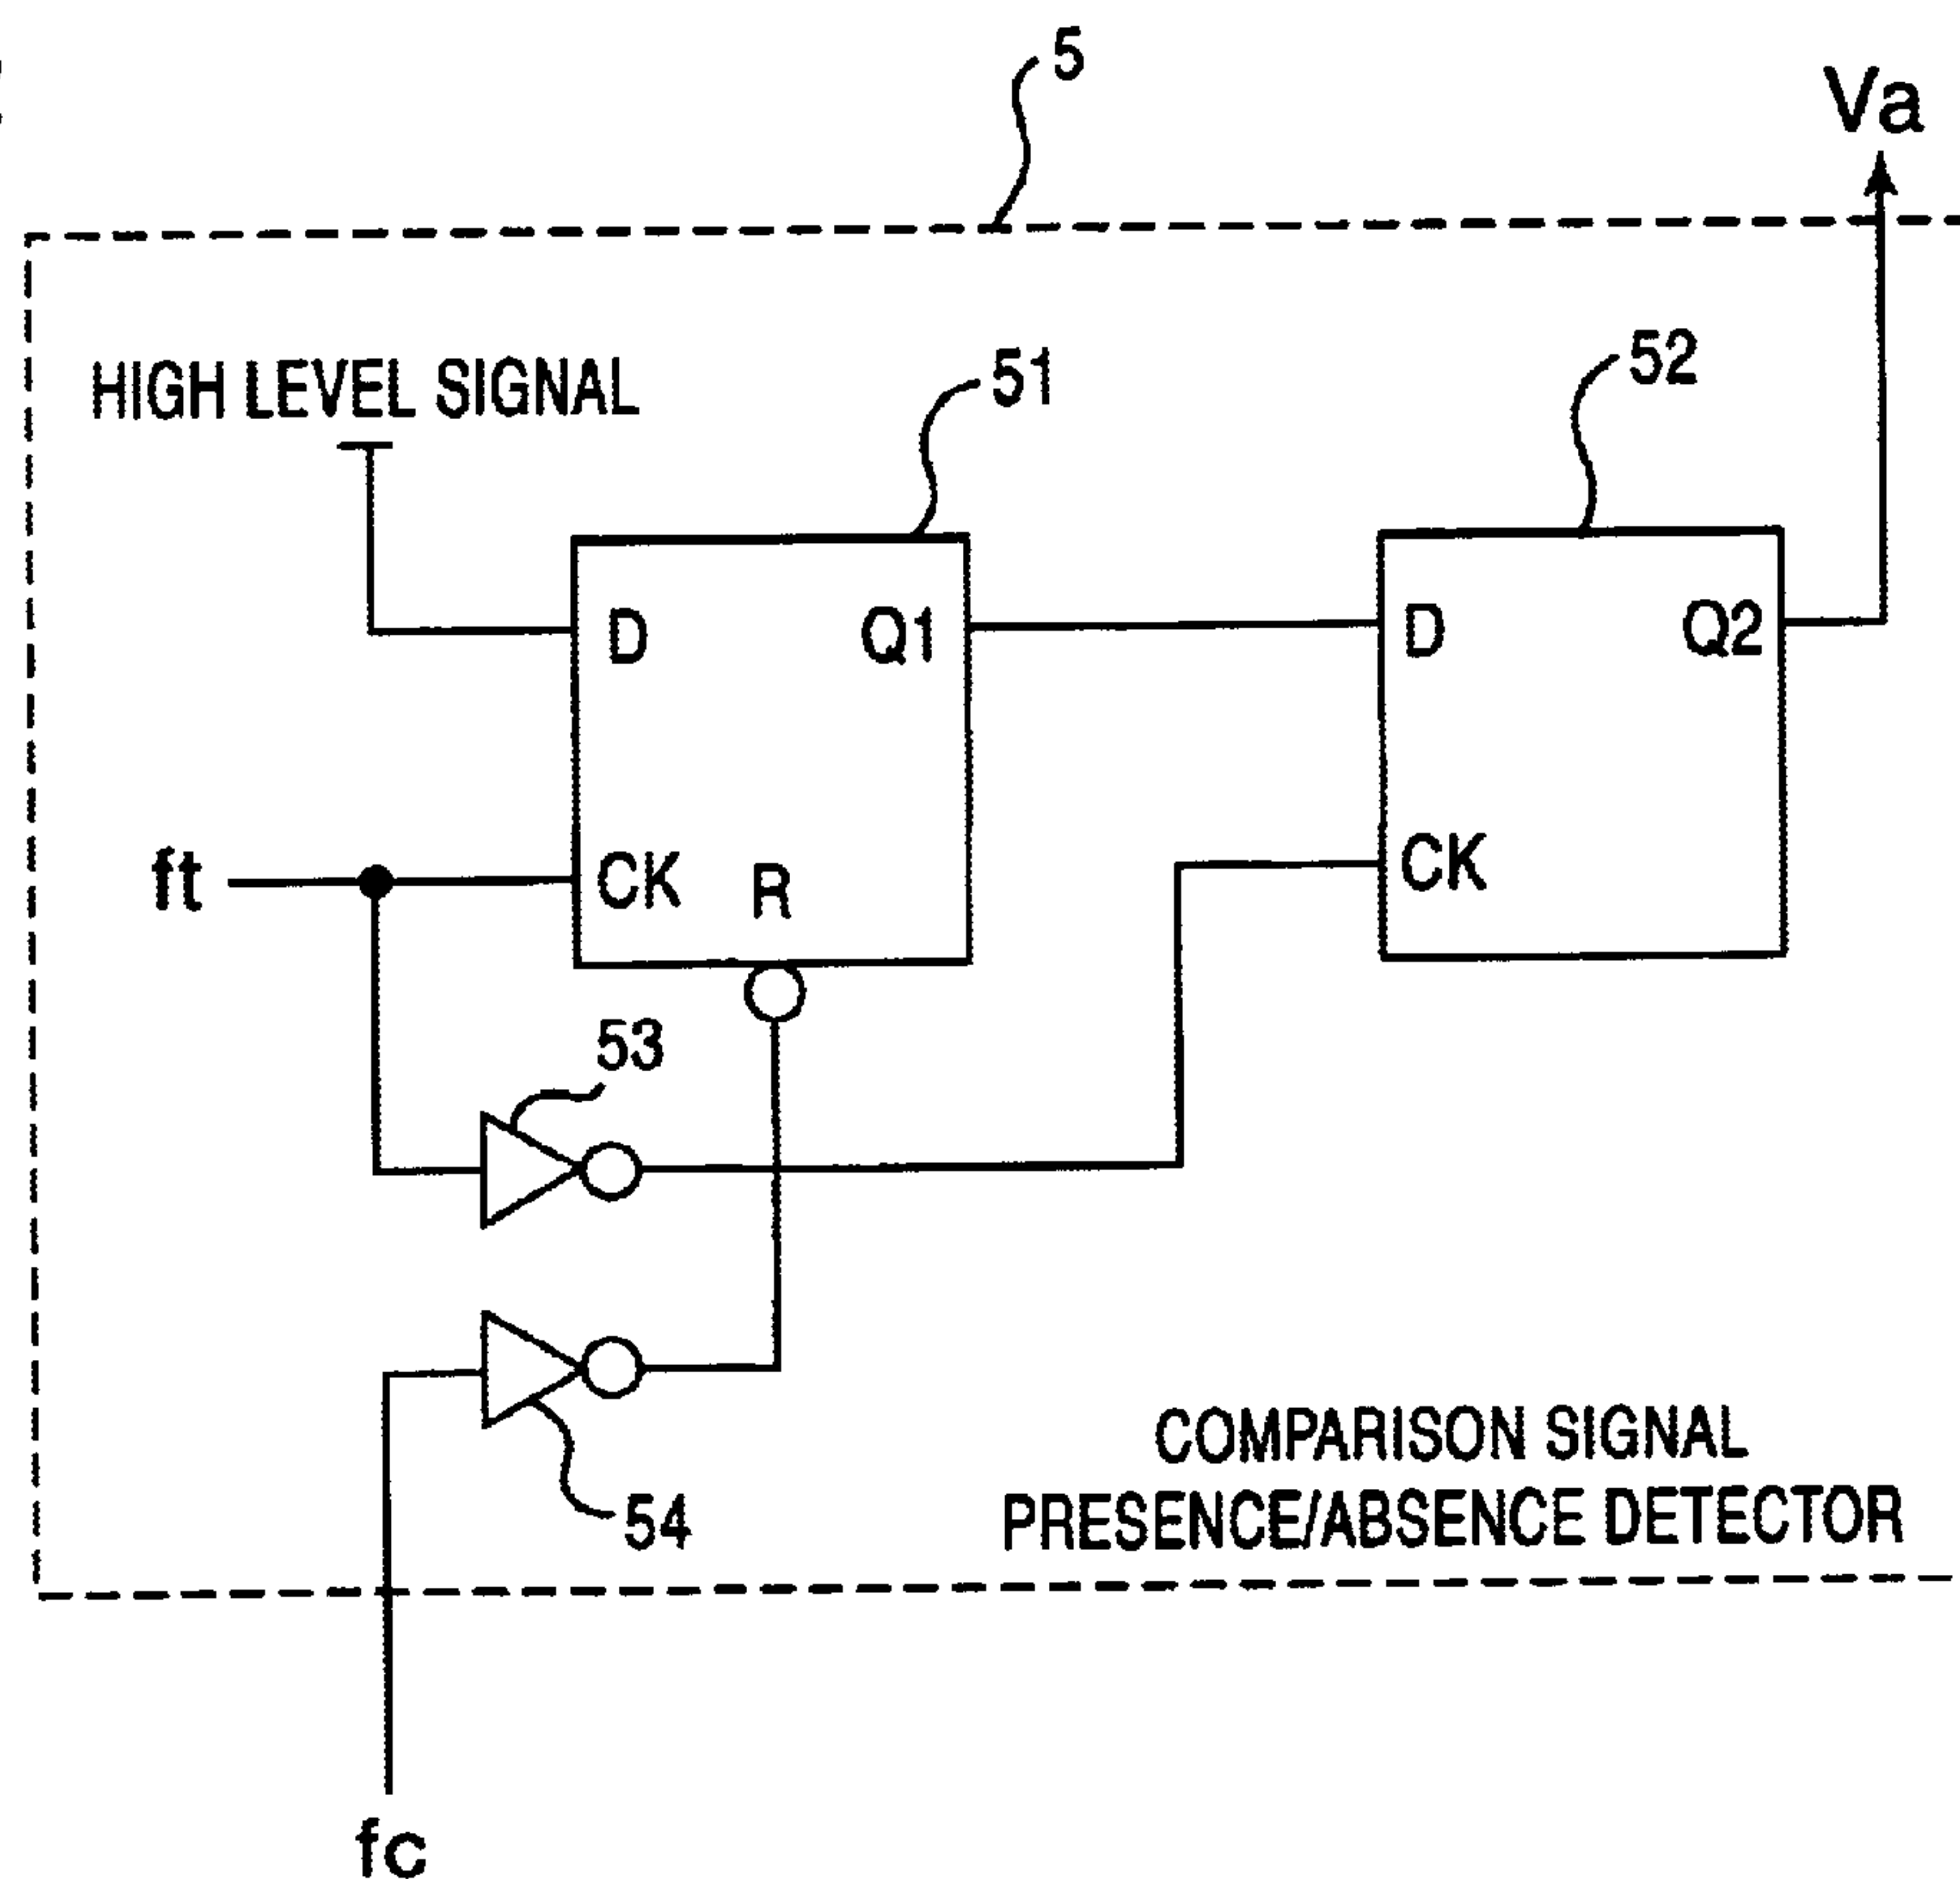 5
Va
HIGH LEVEL SIGNAL
51
52
D
Q1
D
Q2
ft
CK
R
CK
53
54
COMPARISON SIGNAL
PRESENCE/ABSENCE DETECTOR
fc